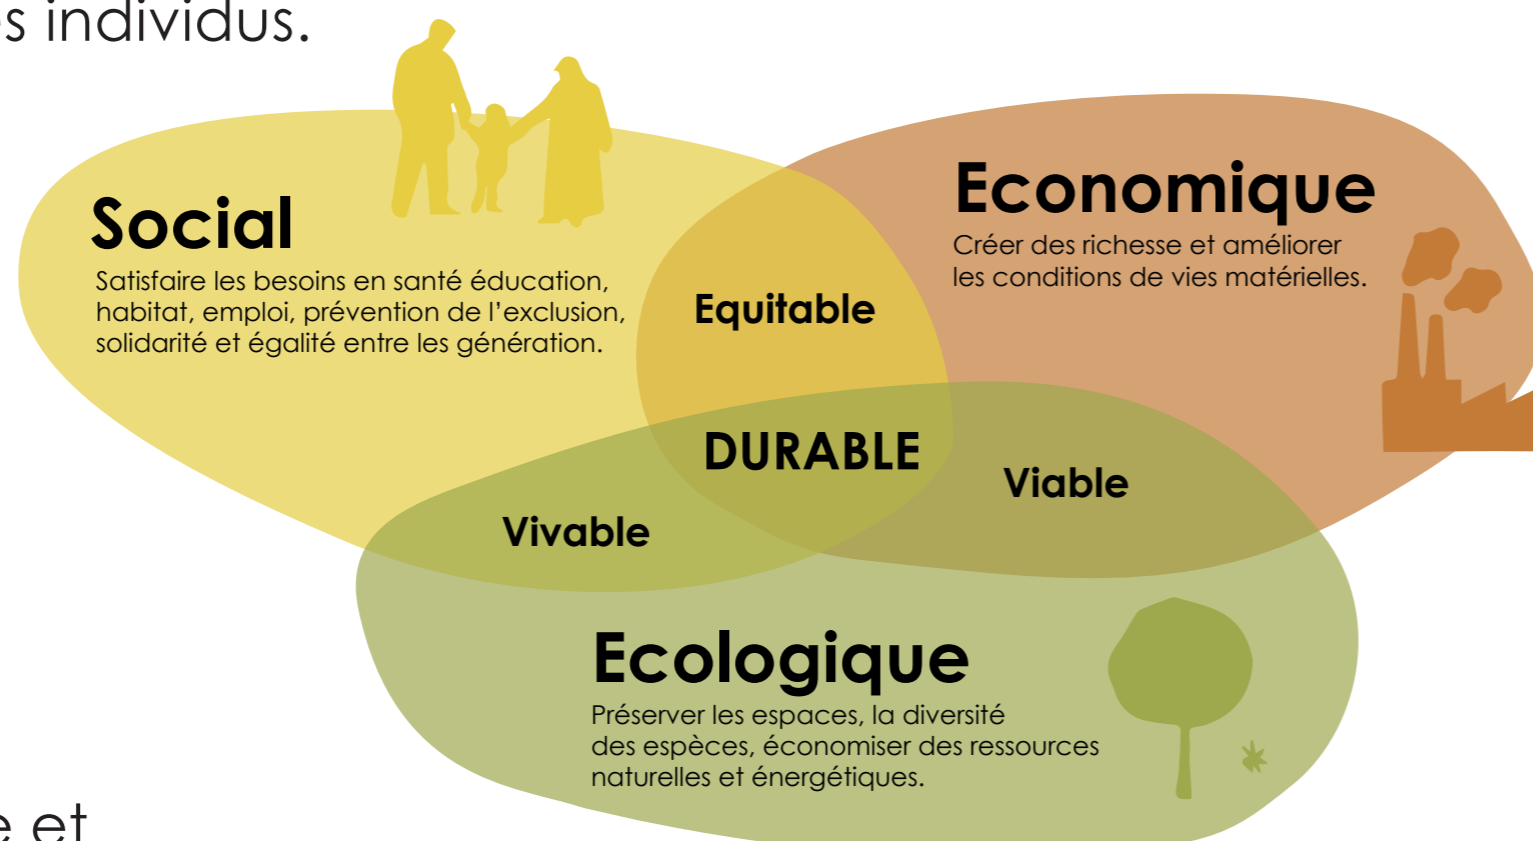 es individus.
Social
Satisfaire les besoins en santé éducation,
habitat, emploi, prévention de l'exclusion,
solidarité et égalité entre les génération.
Economique
Créer des richesse et améliorer
les conditions de vies matérielles.
Equitable
DURABLE
Viable
Vivable
Ecologique
Préserver les espaces, la diversité
des espèces, économiser des ressources
naturelles et énergétiques.
e et